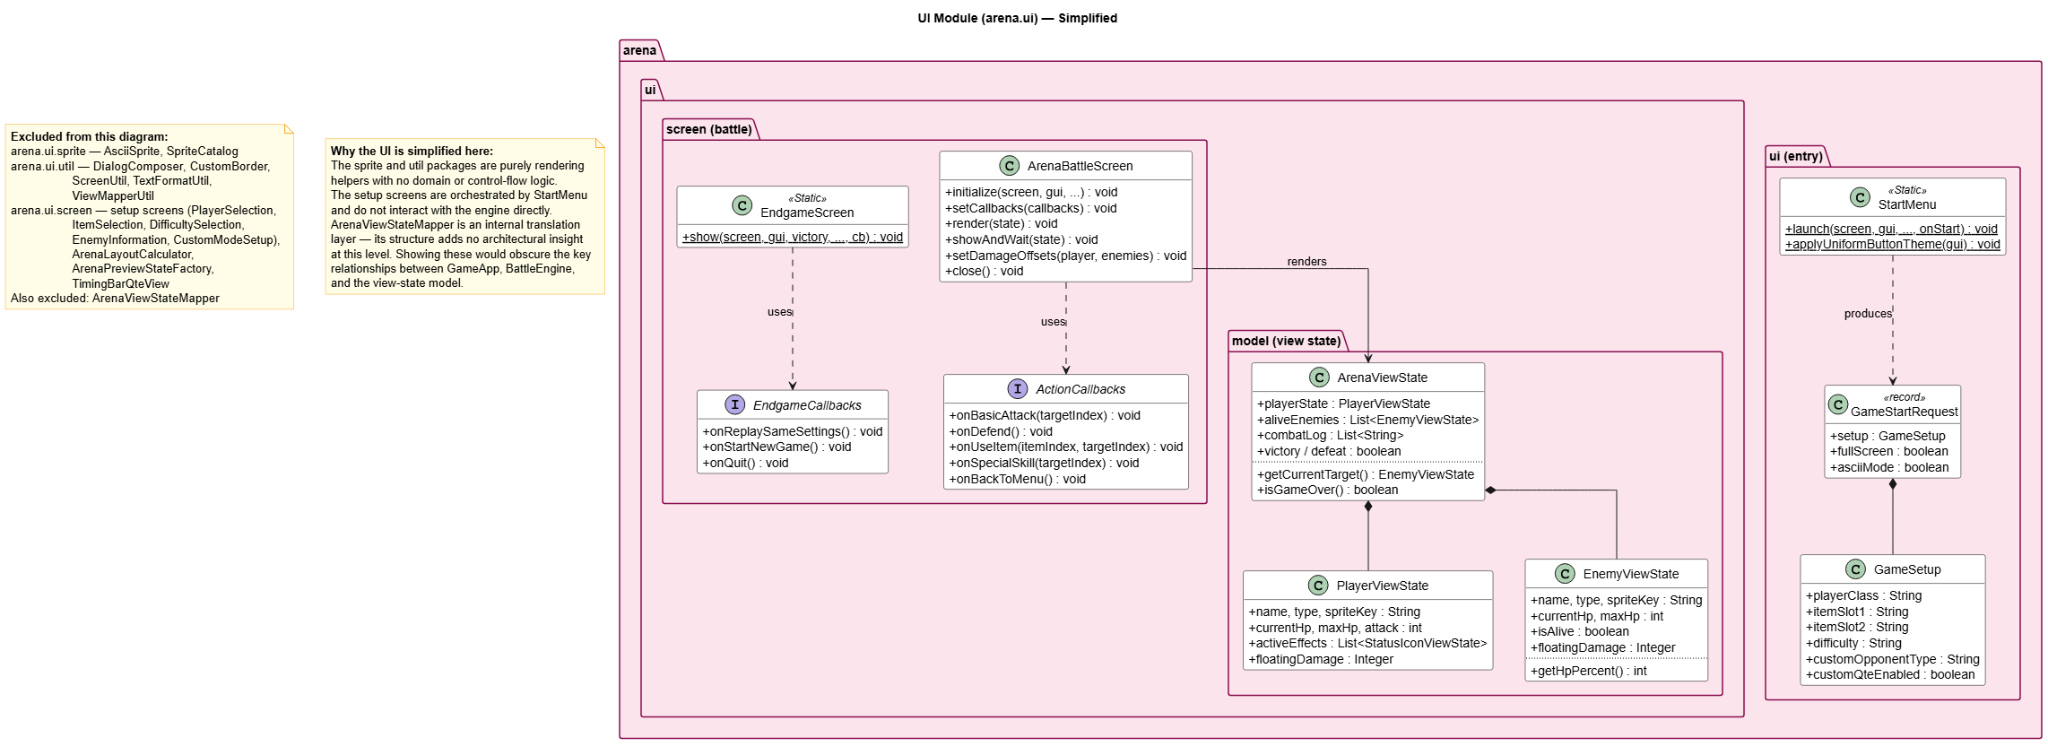 UI Module (arena.ui) — Simplified
Excluded from this diagram:
arena.ui.sprite — AsciiSprite, SpriteCatalog
arena.ui.util — DialogComposer, CustomBorder,
ScreenUtil, TextFormatUtil,
ViewMapperUtil
arena.ui.screen — setup screens (PlayerSelection,
ItemSelection, DifficultySelection,
EnemyInformation, CustomModeSetup),
ArenaLayoutCalculator,
ArenaPreviewStateFactory,
TimingBarQteView
Also excluded: ArenaViewStateMapper
Why the UI is simplified here:
The sprite and util packages are purely rendering
helpers with no domain or control-flow logic.
The setup screens are orchestrated by StartMenu
and do not interact with the engine directly.
ArenaViewStateMapper is an internal translation
layer — its structure adds no architectural insight
at this level. Showing these would obscure the key
relationships between GameApp, BattleEngine,
and the view-state model.
arena
ui
screen (battle)
C
«Static»
EndgameScreen
+show(screen, gui, victory, ..., cb) : void
C ArenaBattleScreen
+initialize(screen, gui, ...) : void
+setCallbacks(callbacks) : void
+render(state) : void
+showAndWait(state) : void
+setDamageOffsets(player, enemies) : void
+close() : void
uses
uses
renders
I EndgameCallbacks
+onReplaySameSettings() : void
+onStartNewGame() : void
+onQuit() : void
I ActionCallbacks
+onBasicAttack(targetIndex) : void
+onDefend() : void
+onUseItem(itemIndex, targetIndex) : void
+onSpecialSkill(targetIndex) : void
+onBackToMenu() : void
model (view state)
C ArenaViewState
+playerState : PlayerViewState
+aliveEnemies : List<EnemyViewState>
+combatLog : List<String>
+victory / defeat : boolean
+getCurrentTarget() : EnemyViewState
+isGameOver() : boolean
C PlayerViewState
+name, type, spriteKey : String
+currentHp, maxHp, attack : int
+activeEffects : List<StatusIconViewState>
+floatingDamage : Integer
C EnemyViewState
+name, type, spriteKey : String
+currentHp, maxHp : int
+isAlive : boolean
+floatingDamage : Integer
+getHpPercent() : int
ui (entry)
C
«Static»
StartMenu
+launch(screen, gui, ..., onStart) : void
+applyUniformButtonTheme(gui) : void
produces
C
«record»
GameStartRequest
+setup : GameSetup
+fullScreen : boolean
+asciiMode : boolean
C GameSetup
+playerClass : String
+itemSlot1 : String
+itemSlot2 : String
+difficulty : String
+customOpponentType : String
+customQteEnabled : boolean